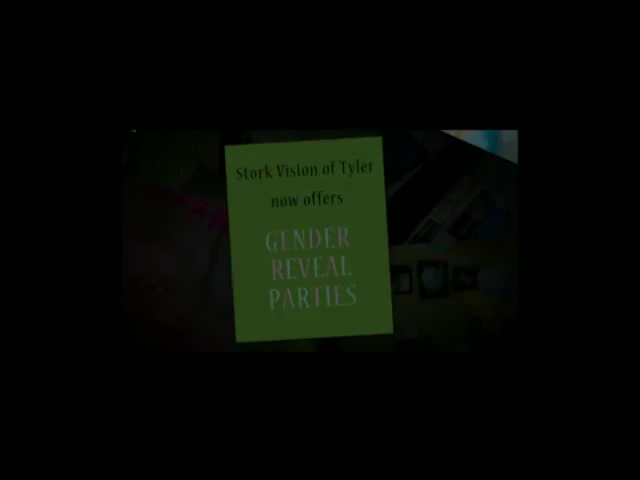 Stork Vision of Tyler
now offers
GENDER
REVEAL
PARTIES